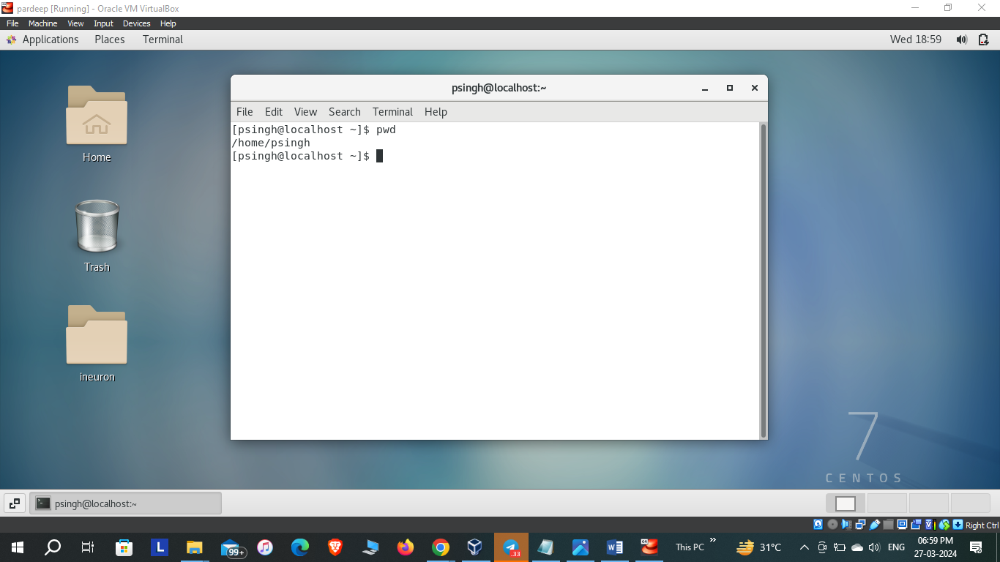 pardeep [Running] - Oracle VM VirtualBox
File Machine View Input Devices Help
Applications Places Terminal Wed 18:59
psingh@localhost:~
File Edit View Search Terminal Help
[psingh@localhost ~]$ pwd
/home/psingh
[psingh@localhost ~]$
Home
Trash
ineuron
7
CENTOS
psingh@localhost:~
Right Ctrl
L
99+
33
This PC
31°C
ENG
06:59 PM
27-03-2024